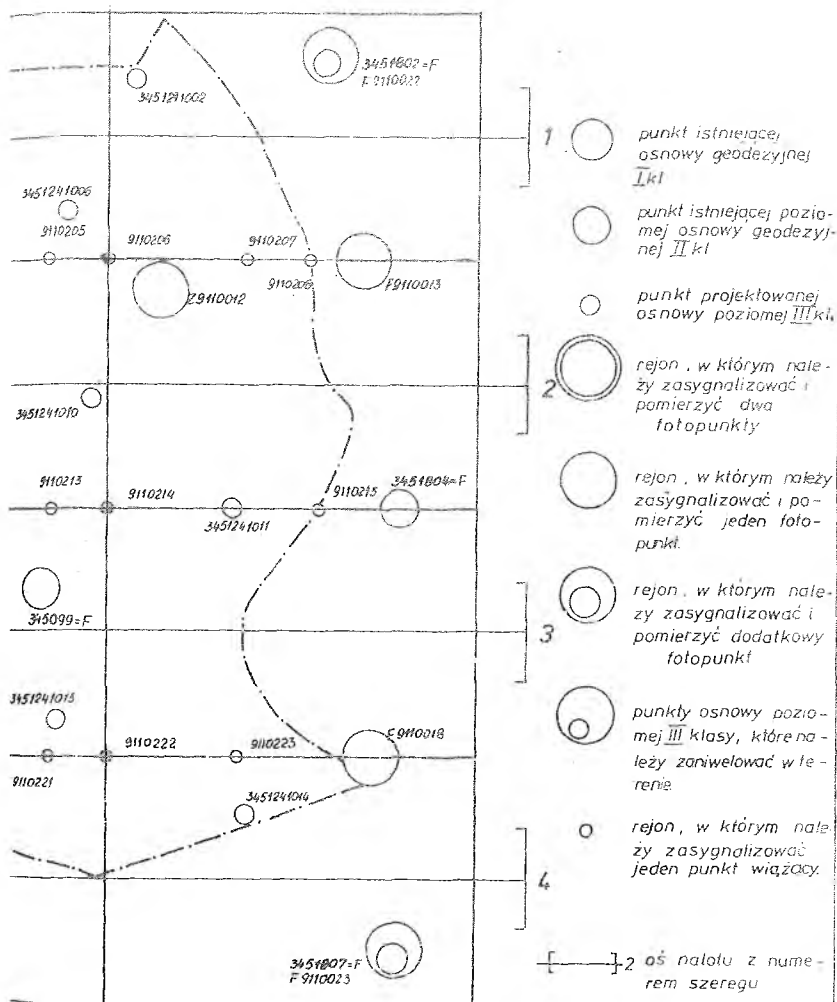 3451802=F
F9110022
3451241002
1
3451241006
9110205
9110206
9110207
9110208
Z9110012
F9110013
2
3451241010
9110213
9110214
3451241011
9110215
3451804=F
345099=F
3
3451241013
9110222
9110223
F9110018
9110221
3451241014
4
3451807=F
F9110023
punkt istniejącej
osnowy geodezyjnej
I kl
punkt istniejącej pozio-
mej osnowy geodezyj-
nej II kl
punkt projektowanej
osnowy poziomej III kl.
rejon, w którym nale-
ży zasygnalizować i
pomierzyć dwa
fotopunkty
rejon, w którym należy
zasygnalizować i po-
mierzyć jeden foto-
punkt.
rejon, w którym nale-
ży zasygnalizować i
pomierzyć dodatkowy
fotopunkt
punkty osnowy pozio-
mej III klasy, które na-
leży zaniwelować w te-
renie
rejon, w którym nale
ży zasygnalizować
jeden punkt wiążący.
2 oś nalotu z nume-
rem szeregu